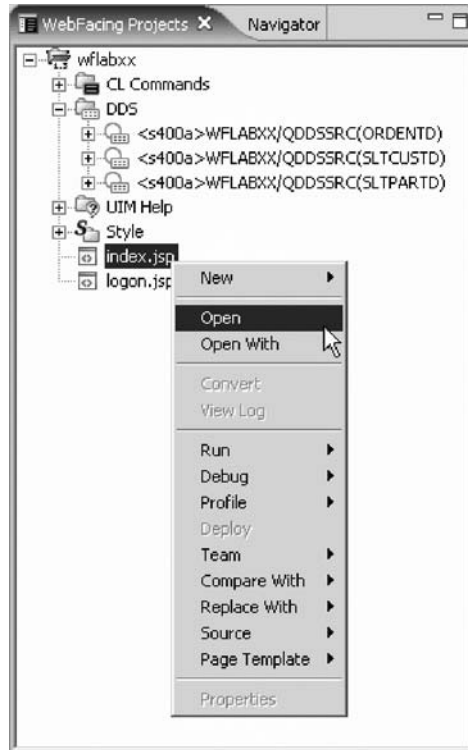 WebFacing Projects Navigator
wflabxx
CL Commands
DDS
<s400a>WFLABXX/QDDSSRC(ORDENTD)
<s400a>WFLABXX/QDDSSRC(SLTCUSTD)
<s400a>WFLABXX/QDDSSRC(SLTPARTD)
UIM Help
Style
index.jsp
logon.jsp
New
Open
Open With
Convert
View Log
Run
Debug
Profile
Deploy
Team
Compare With
Replace With
Source
Page Template
Properties